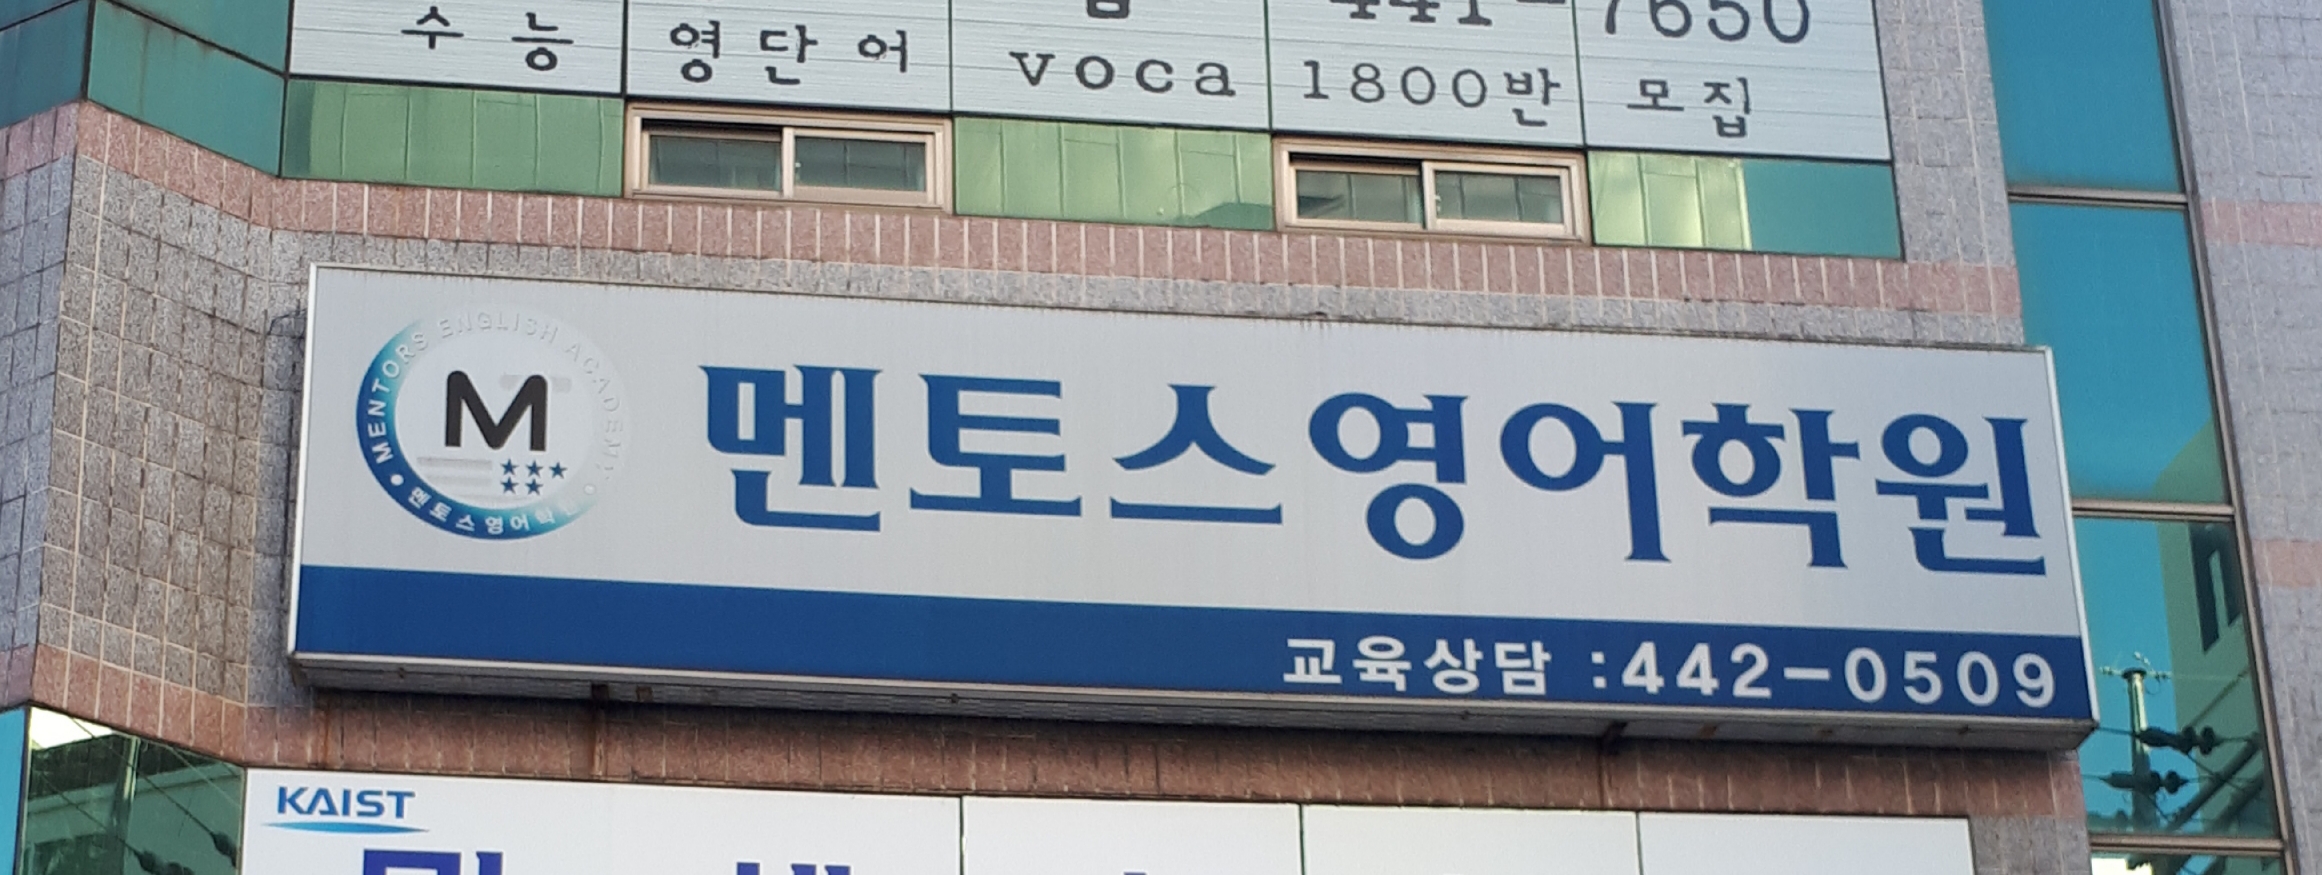 7650
수능 영단어 voca 1800반 모집
MENTORS ENGLISH ACADEMY
M
멘토스영어학원
멘토스영어학원
교육상담 :442-0509
KAIST